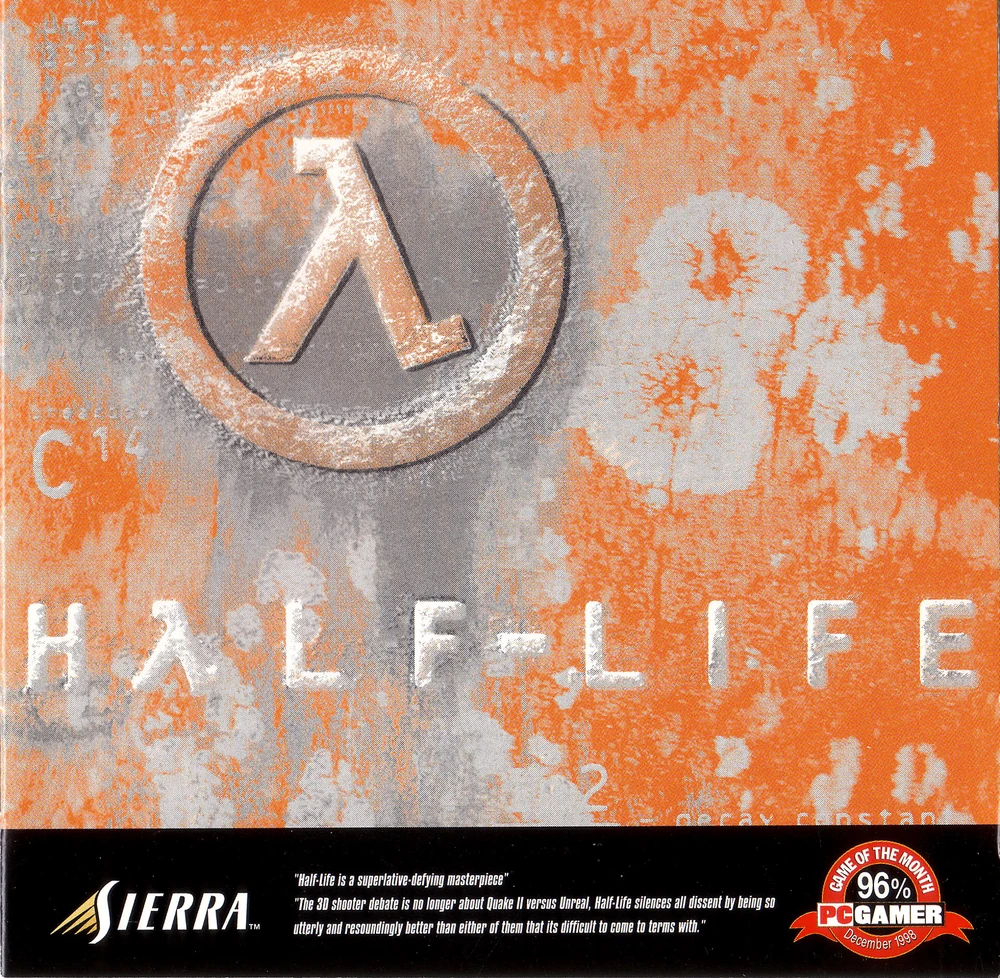 λ
C14
HλLF-LIFE
2
decay constant
SIERRA™
"Half-Life is a superlative-defying masterpiece"
"The 3D shooter debate is no longer about Quake II versus Unreal, Half-Life silences all dissent by being so
utterly and resoundingly better than either of them that its difficult to come to terms with."
GAME OF THE MONTH
96%
PCGAMER
December 1998